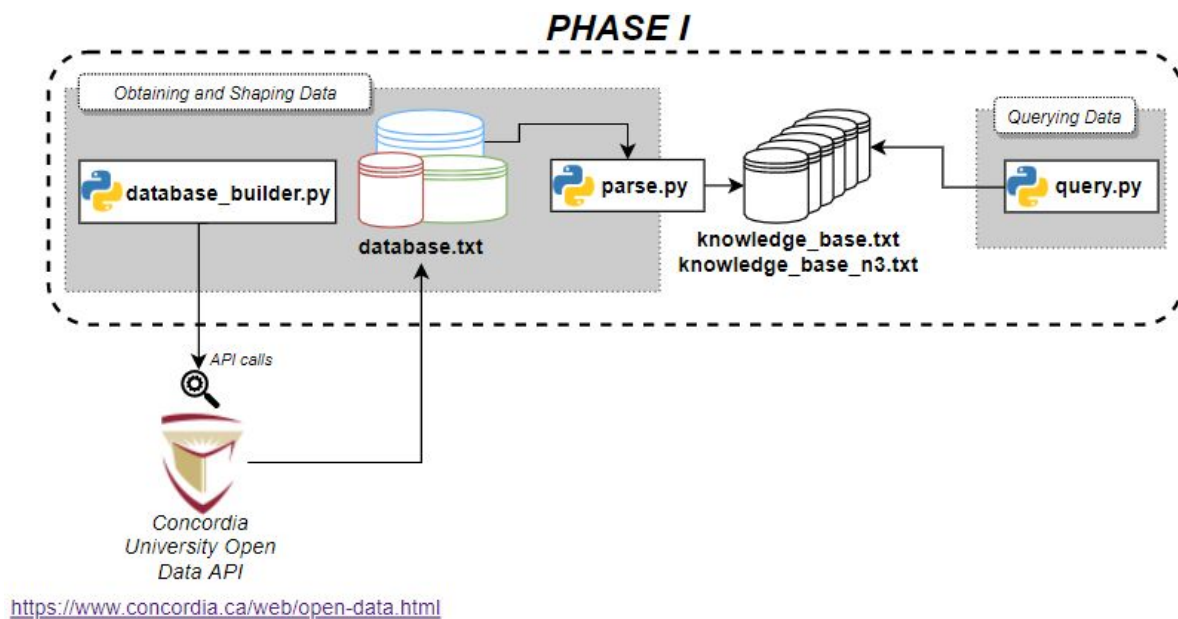 PHASE I
Obtaining and Shaping Data
Querying Data
database_builder.py
parse.py
query.py
database.txt
knowledge_base.txt
knowledge_base_n3.txt
API calls
Concordia
University Open
Data API
https://www.concordia.ca/web/open-data.html